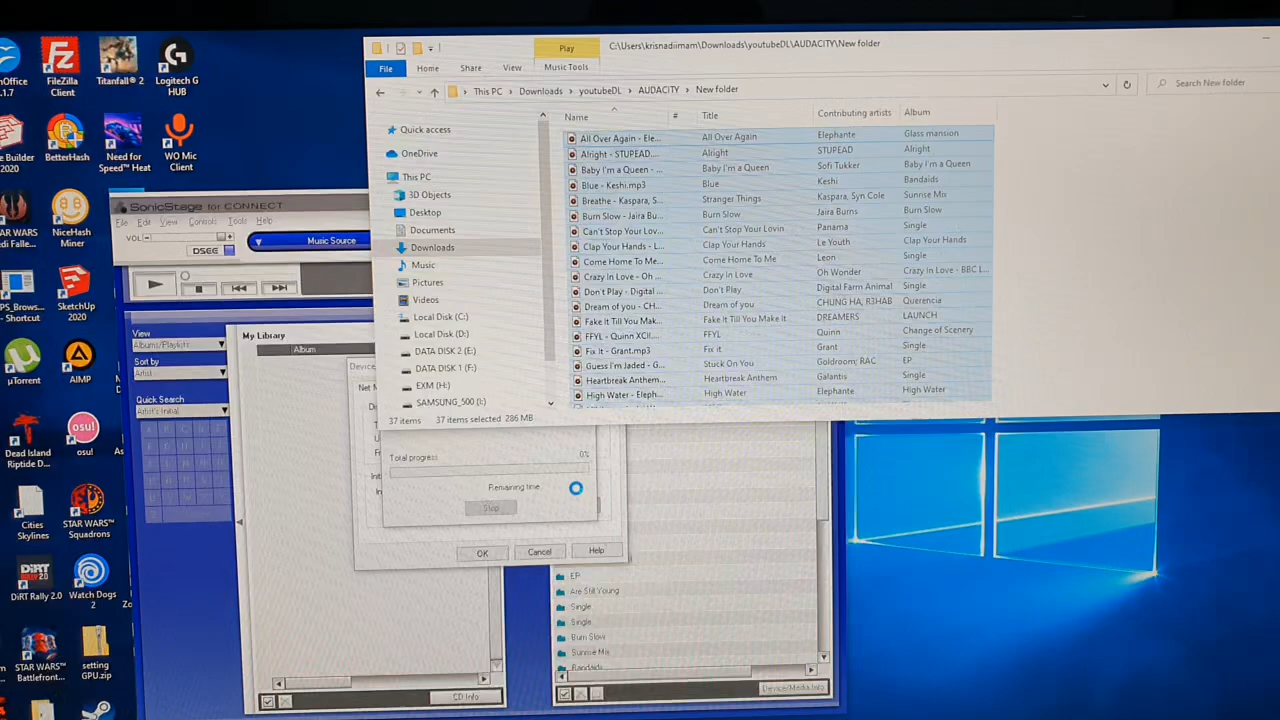 Office
.1.7
FileZilla
Client
Titanfall® 2
Logitech G
HUB
e Builder
2020
BetterHash
Need for
Speed™ Heat
WO Mic
Client
AR WARS
di Falle...
NiceHash
Miner
PS_Brows...
- Shortcut
SketchUp
2020
µTorrent
AIMP
Dead Island
Riptide D...
osu!
osu!
Cities
Skylines
STAR WARS™
Squadrons
DiRT
RALLY 2.0
DiRT Rally 2.0
Watch Dogs
2
STAR WARS™
Battlefront...
setting
GPU.zip
Play
C:\Users\krisnadiimam\Downloads\youtubeDL\AUDACITY\New folder
File
Home
Share
View
Music Tools
This PC > Downloads > youtubeDL > AUDACITY > New folder
Search New folder
Quick access
OneDrive
This PC
3D Objects
Desktop
Documents
Downloads
Music
Pictures
Videos
Local Disk (C:)
Local Disk (D:)
DATA DISK 2 (E:)
DATA DISK 1 (F:)
EXM (H:)
SAMSUNG_500 (I:)
Name # Title Contributing artists Album
All Over Again - Ele... All Over Again Elephante Glass mansion
Alright - STUPEAD.... Alright STUPEAD Alright
Baby I'm a Queen - ... Baby I'm a Queen Sofi Tukker Baby I'm a Queen
Blue - Keshi.mp3 Blue Keshi Bandaids
Breathe - Kaspara, S... Stranger Things Kaspara, Syn Cole Sunrise Mix
Burn Slow - Jaira Bu... Burn Slow Jaira Burns Burn Slow
Can't Stop Your Lov... Can't Stop Your Lovin Panama Single
Clap Your Hands - L... Clap Your Hands Le Youth Clap Your Hands
Come Home To Me... Come Home To Me Leon Single
Crazy In Love - Oh ... Crazy In Love Oh Wonder Crazy In Love - BBC L...
Don't Play - Digital ... Don't Play Digital Farm Animal Single
Dream of you - CH... Dream of you CHUNG HA, R3HAB Querencia
Fake It Till You Mak... Fake It Till You Make It DREAMERS LAUNCH
FFYL - Quinn XCII.... FFYL Quinn Change of Scenery
Fix It - Grant.mp3 Fix it Grant Single
Guess I'm Jaded - G... Stuck On You Goldroom; RAC EP
Heartbreak Anthem... Heartbreak Anthem Galantis Single
High Water - Eleph... High Water Elephante High Water
37 items 37 items selected 286 MB
SonicStage for CONNECT
File Edit View Controls Tools Help
VOL
DSEE
Music Source
View
Albums/Playlists
Sort by
Artist
Quick Search
Artist's Initial
My Library
Album
Device
Net M
Total progress: 0%
Remaining time:
Stop
OK
Cancel
Help
EP
Are Still Young
Single
Single
Burn Slow
Sunrise Mix
Bandaids
CD Info
Device/Media Info